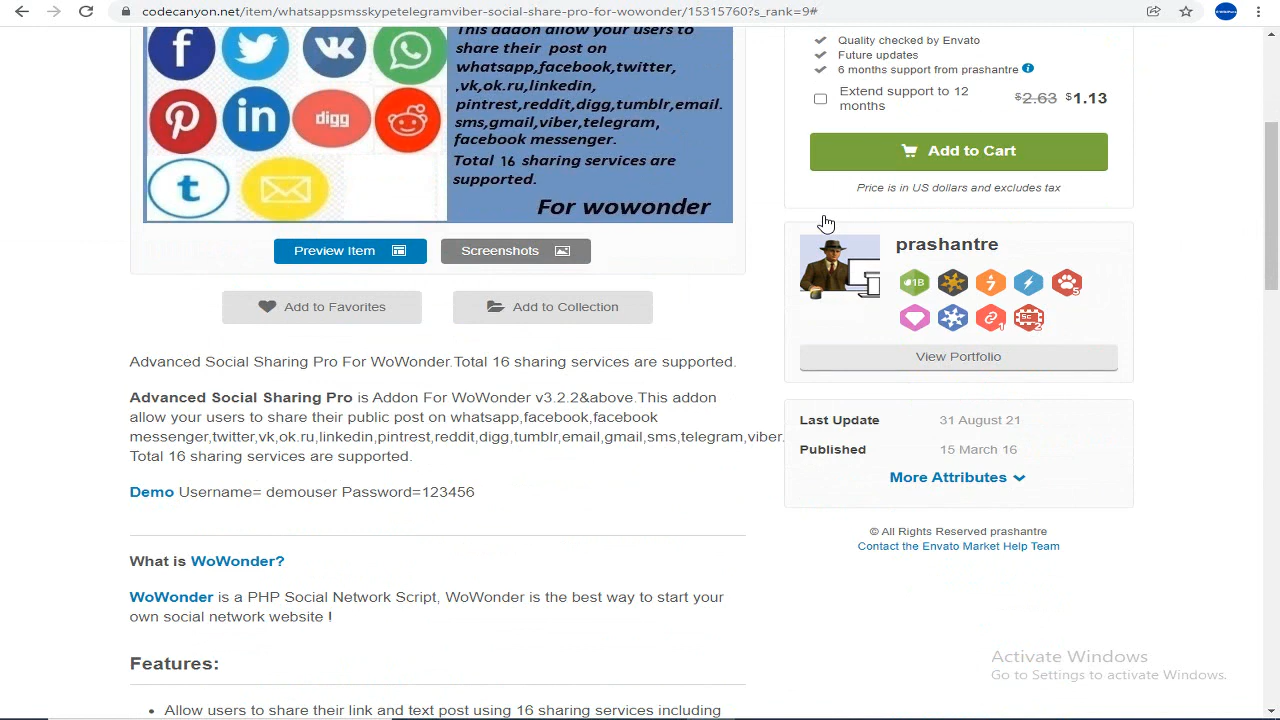 codecanyon.net/item/whatsappsmsskypetelegramviber-social-share-pro-for-wowonder/15315760?s_rank=9#
This addon allow your users to
share their post on
whatsapp,facebook,twitter,
,vk,ok.ru,linkedin,
pintrest,reddit,digg,tumblr,email.
sms,gmail,viber,telegram,
facebook messenger.
Total 16 sharing services are
supported.
For wowonder
digg
Preview Item
Screenshots
Add to Favorites
Add to Collection
Advanced Social Sharing Pro For WoWonder.Total 16 sharing services are supported.
Advanced Social Sharing Pro is Addon For WoWonder v3.2.2&above.This addon
allow your users to share their public post on whatsapp,facebook,facebook
messenger,twitter,vk,ok.ru,linkedin,pintrest,reddit,digg,tumblr,email,gmail,sms,telegram,viber.
Total 16 sharing services are supported.
Demo Username= demouser Password=123456
What is WoWonder?
WoWonder is a PHP Social Network Script, WoWonder is the best way to start your
own social network website !
Features:
• Allow users to share their link and text post using 16 sharing services including
Quality checked by Envato
Future updates
6 months support from prashantre
Extend support to 12
months
$2.63 $1.13
Add to Cart
Price is in US dollars and excludes tax
prashantre
1B
7
5
1
SC
2
View Portfolio
Last Update 31 August 21
Published 15 March 16
More Attributes
© All Rights Reserved prashantre
Contact the Envato Market Help Team
Activate Windows
Go to Settings to activate Windows.